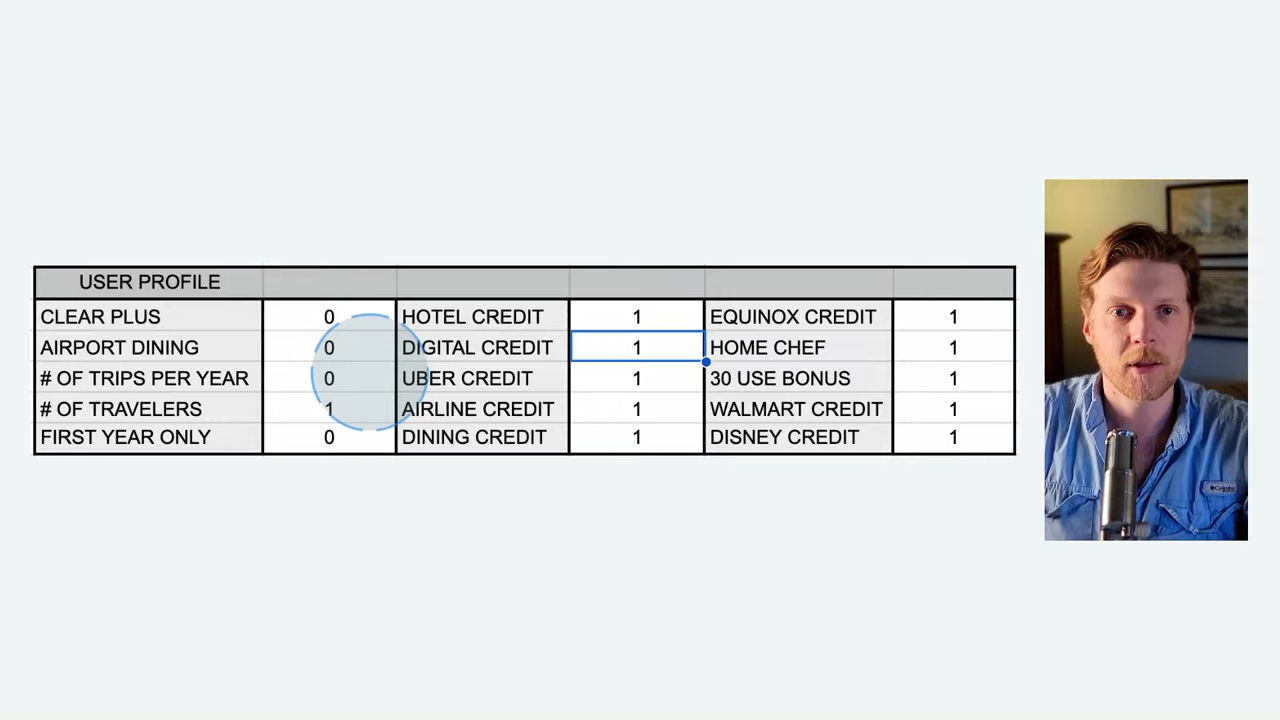 USER PROFILE
CLEAR PLUS 0 HOTEL CREDIT 1 EQUINOX CREDIT 1
AIRPORT DINING 0 DIGITAL CREDIT 1 HOME CHEF 1
# OF TRIPS PER YEAR 0 UBER CREDIT 1 30 USE BONUS 1
# OF TRAVELERS 1 AIRLINE CREDIT 1 WALMART CREDIT 1
FIRST YEAR ONLY 0 DINING CREDIT 1 DISNEY CREDIT 1
Columbia